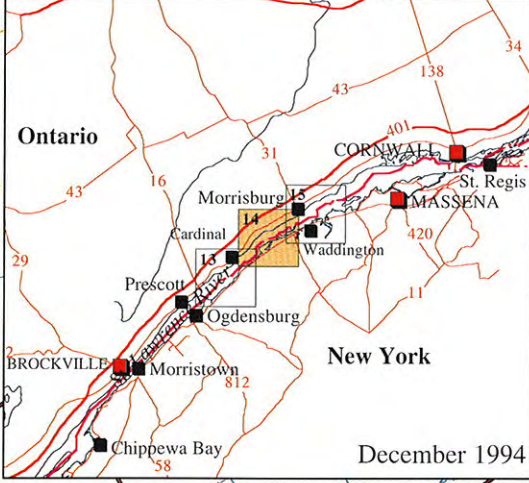 34
138
43
401
Ontario
CORNWALL
31
St. Regis
16
15
43
Morrisburg
MASSENA
14
Cardinal
420
Waddington
29
13
Prescott
11
Lawrence River
Ogdensburg
New York
2
BROCKVILLE
Morristown
812
Chippewa Bay
58
December 1994